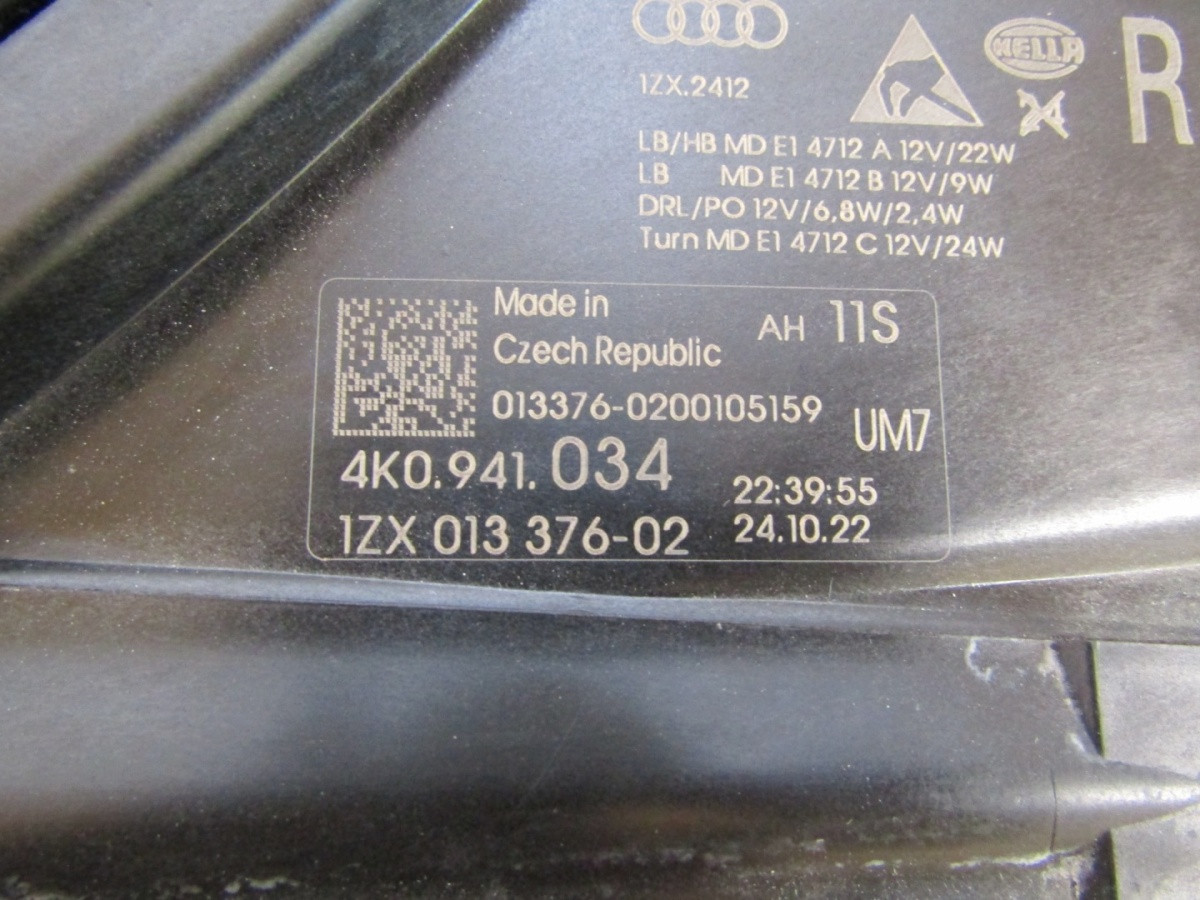 HELLA
R
1ZX.2412
24
LB/HB MD E1 4712 A 12V/22W
LB MD E1 4712 B 12V/9W
DRL/PO 12V/6,8W/2,4W
Turn MD E1 4712 C 12V/24W
Made in
Czech Republic
AH 11S
013376-0200105159
UM7
4K0.941.034
22:39:55
1ZX 013 376-02
24.10.22